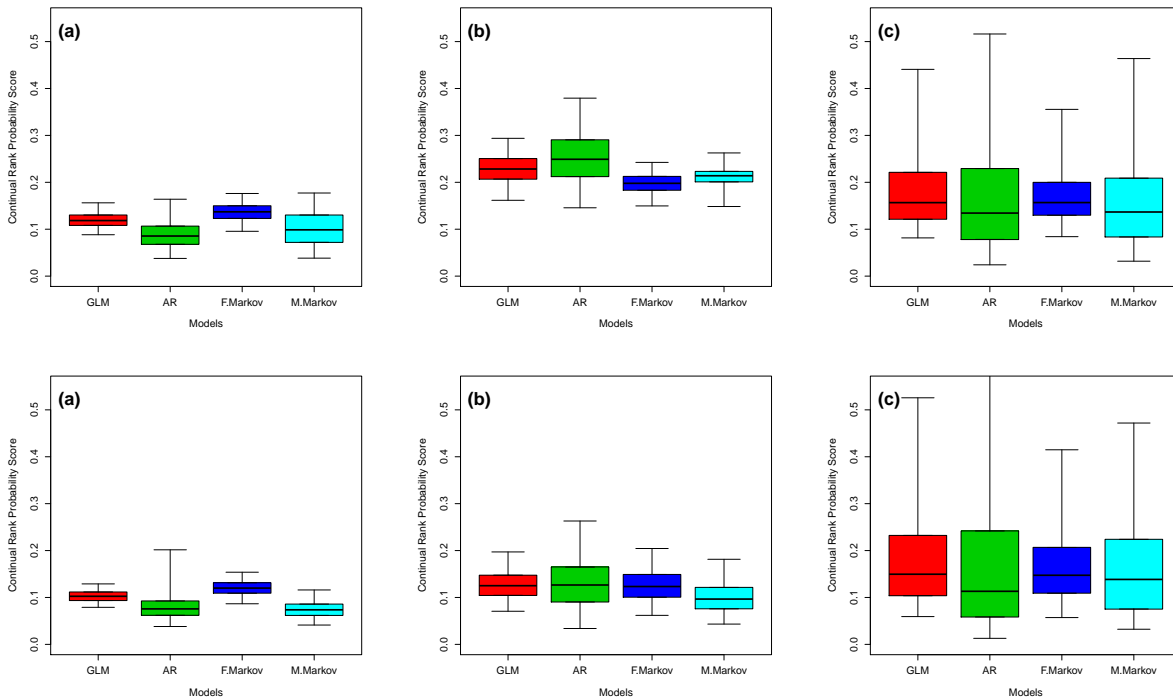 (a)
Continual Rank Probability Score
0.0 0.1 0.2 0.3 0.4 0.5
GLM AR F.Markov M.Markov
Models
(b)
Continual Rank Probability Score
0.0 0.1 0.2 0.3 0.4 0.5
GLM AR F.Markov M.Markov
Models
(c)
Continual Rank Probability Score
0.0 0.1 0.2 0.3 0.4 0.5
GLM AR F.Markov M.Markov
Models
(a)
Continual Rank Probability Score
0.0 0.1 0.2 0.3 0.4 0.5
GLM AR F.Markov M.Markov
Models
(b)
Continual Rank Probability Score
0.0 0.1 0.2 0.3 0.4 0.5
GLM AR F.Markov M.Markov
Models
(c)
Continual Rank Probability Score
0.0 0.1 0.2 0.3 0.4 0.5
GLM AR F.Markov M.Markov
Models